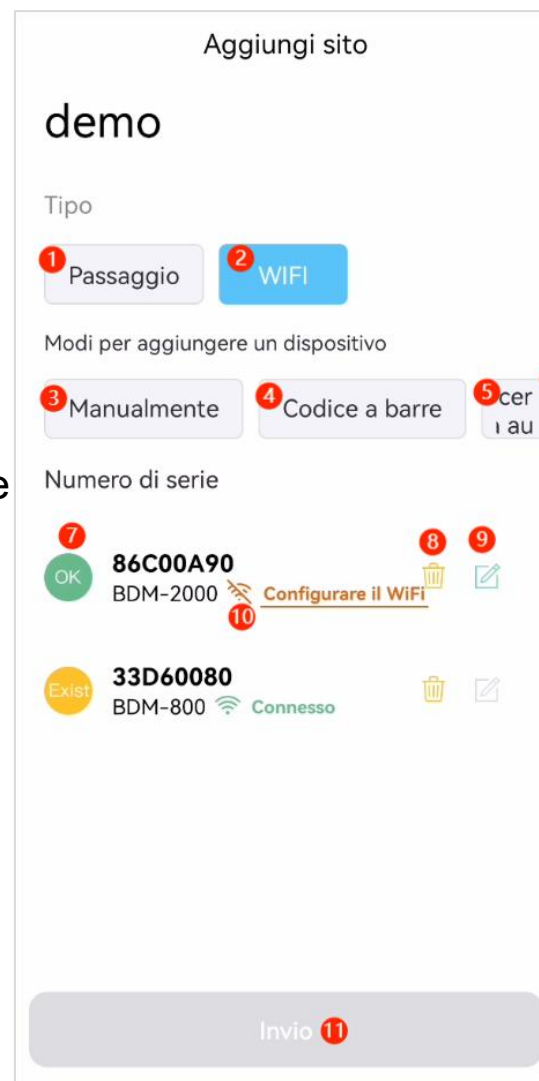 Aggiungi sito
demo
Tipo
1 Passaggio 2 WIFI
Modi per aggiungere un dispositivo
3 Manualmente 4 Codice a barre 5 cer
au
e Numero di serie
7 8 9
OK 86C00A90
BDM-2000 Configurare il WiFi
10
Exist 33D60080
BDM-800 Connesso
Invio 11